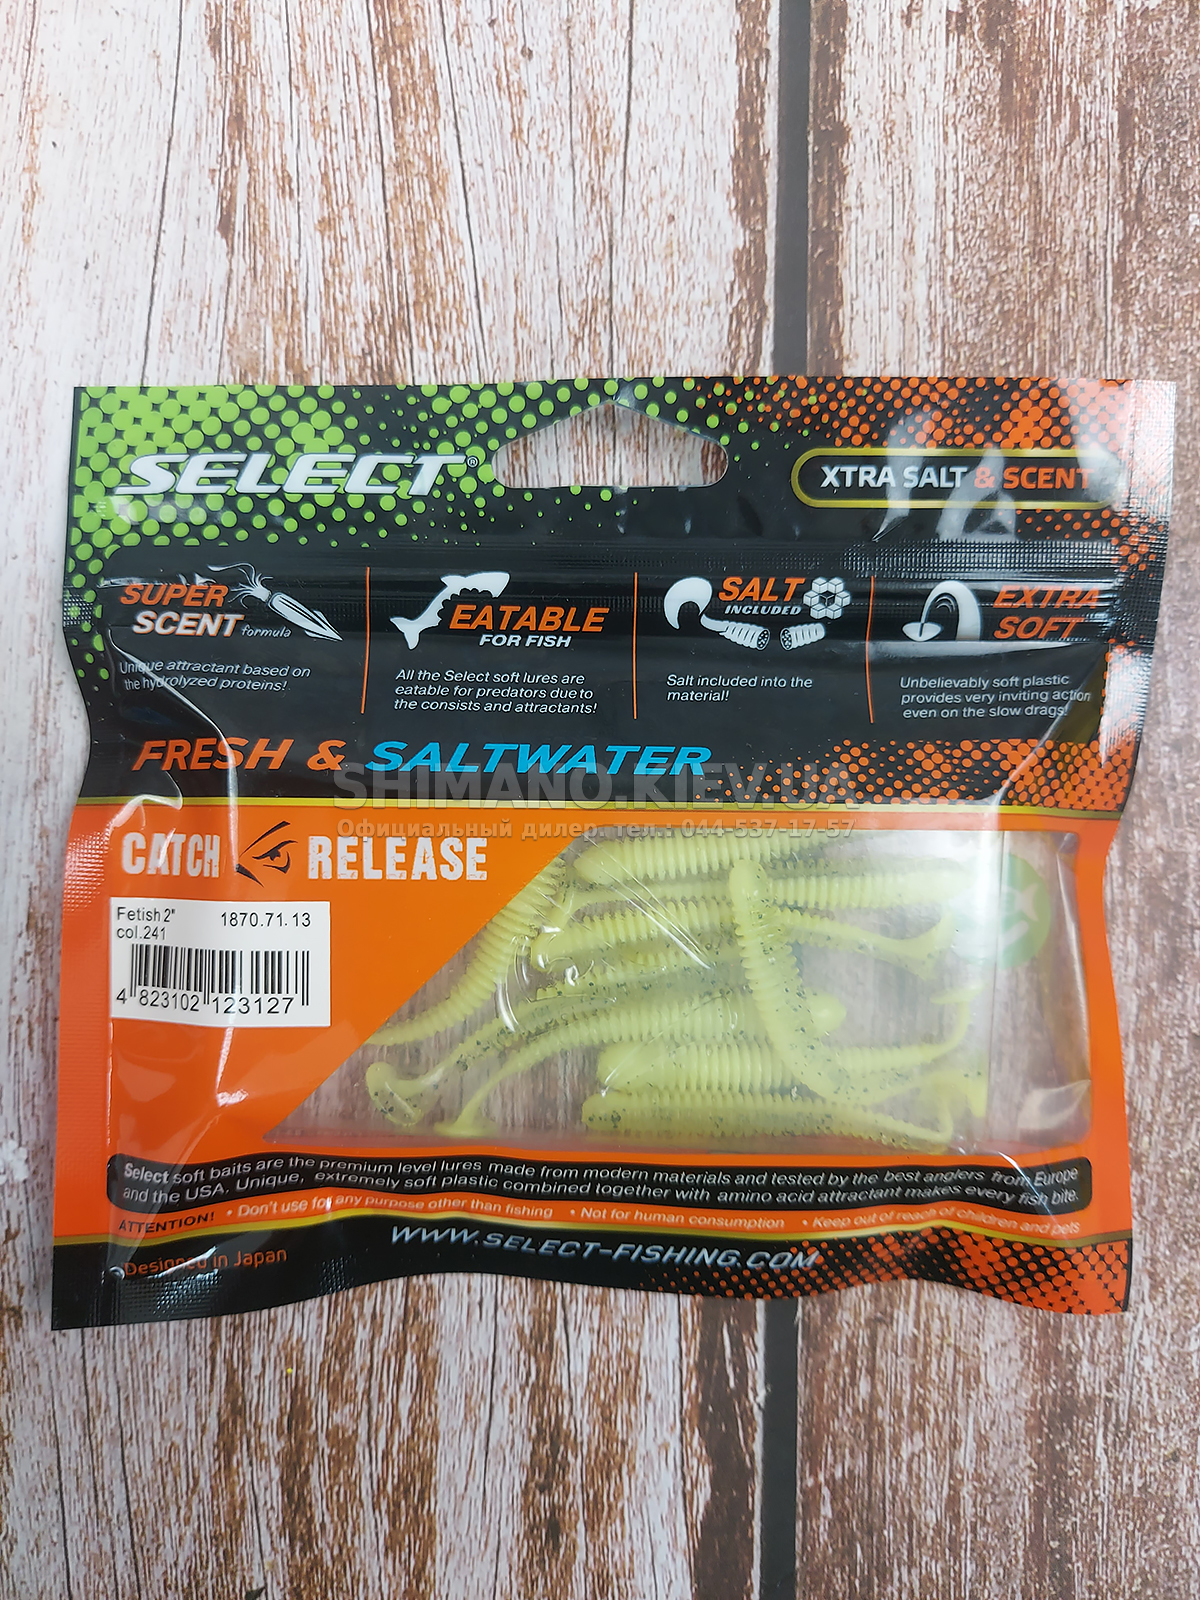 SELECT®
XTRA SALT & SCENT
SUPER
SCENT formula
Unique attractant based on
the hydrolyzed proteins!
EATABLE
FOR FISH
All the Select soft lures are
eatable for predators due to
the consists and attractants!
SALT
INCLUDED
Salt included into the
material!
EXTRA
SOFT
Unbelievably soft plastic
provides very inviting action
even on the slow drags!
FRESH & SALTWATER
SHIMANO.KIEV.UA
Официальный дилер. тел.: 044-537-17-57
CATCH RELEASE
Fetish 2" 1870.71.13
col.241
4 823102 123127
Select soft baits are the premium level lures made from modern materials and tested by the best anglers from Europe
and the USA. Unique, extremely soft plastic combined together with amino acid attractant makes every fish bite.
ATTENTION! • Don't use for any purpose other than fishing • Not for human consumption • Keep out of reach of children and pets
WWW.SELECT-FISHING.COM
Designed in Japan